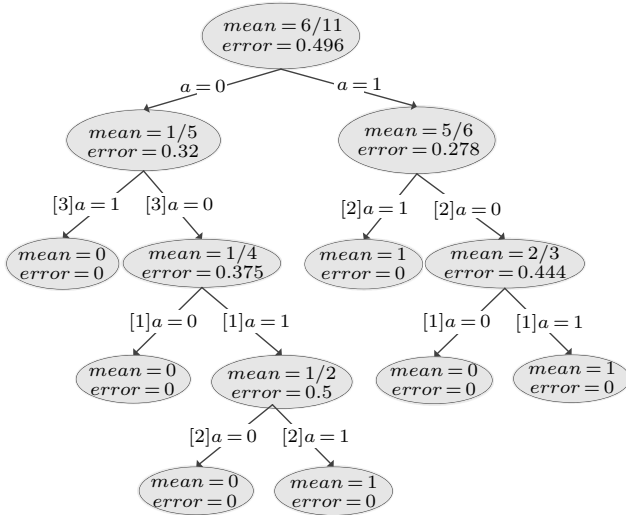 mean = 6/11
error = 0.496
a = 0
a = 1
mean = 1/5
error = 0.32
mean = 5/6
error = 0.278
[3]a = 1
[3]a = 0
[2]a = 1
[2]a = 0
mean = 0
error = 0
mean = 1/4
error = 0.375
mean = 1
error = 0
mean = 2/3
error = 0.444
[1]a = 0
[1]a = 1
[1]a = 0
[1]a = 1
mean = 0
error = 0
mean = 1/2
error = 0.5
mean = 0
error = 0
mean = 1
error = 0
[2]a = 0
[2]a = 1
mean = 0
error = 0
mean = 1
error = 0